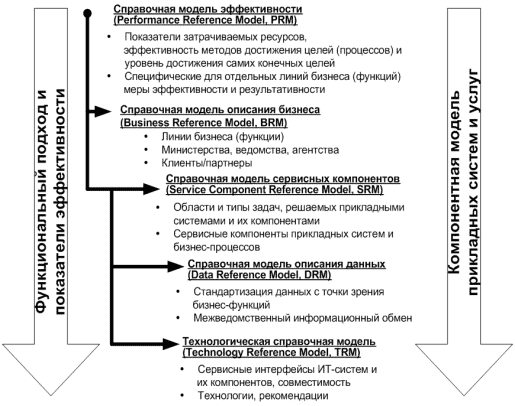 Справочная модель эффективности
(Performance Reference Model, PRM)
• Показатели затрачиваемых ресурсов,
эффективность методов достижения целей (процессов) и
уровень достижения самих конечных целей
• Специфические для отдельных линий бизнеса (функций)
меры эффективности и результативности
Справочная модель описания бизнеса
(Business Reference Model, BRM)
• Линии бизнеса (функции)
• Министерства, ведомства, агентства
• Клиенты/партнеры
Справочная модель сервисных компонентов
(Service Component Reference Model, SRM)
• Области и типы задач, решаемых прикладными
системами и их компонентами
• Сервисные компоненты прикладных систем и
бизнес-процессов
Справочная модель описания данных
(Data Reference Model, DRM)
• Стандартизация данных с точки зрения
бизнес-функций
• Межведомственный информационный обмен
Технологическая справочная модель
(Technology Reference Model, TRM)
• Сервисные интерфейсы ИТ-систем и
их компонентов, совместимость
• Технологии, рекомендации
Функциональный подход и
показатели эффективности
Компонентная модель
прикладных систем и услуг